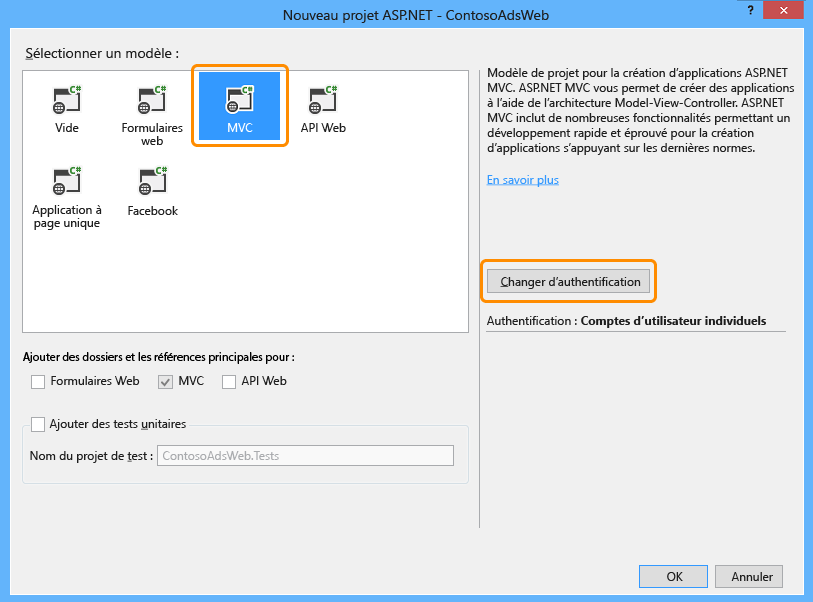 Nouveau projet ASP.NET - ContosoAdsWeb
?
Sélectionner un modèle :
C#
C#
C#
C#
Vide
Formulaires
web
MVC
API Web
C#
C#
Application à
page unique
Facebook
Modèle de projet pour la création d’applications ASP.NET
MVC. ASP.NET MVC vous permet de créer des applications
à l’aide de l’architecture Model-View-Controller. ASP.NET
MVC inclut de nombreuses fonctionnalités permettant un
développement rapide et éprouvé pour la création
d’applications s’appuyant sur les dernières normes.
En savoir plus
Changer d’authentification
Authentification : Comptes d’utilisateur individuels
Ajouter des dossiers et les références principales pour :
Formulaires Web
MVC
API Web
Ajouter des tests unitaires
Nom du projet de test : ContosoAdsWeb.Tests
OK
Annuler